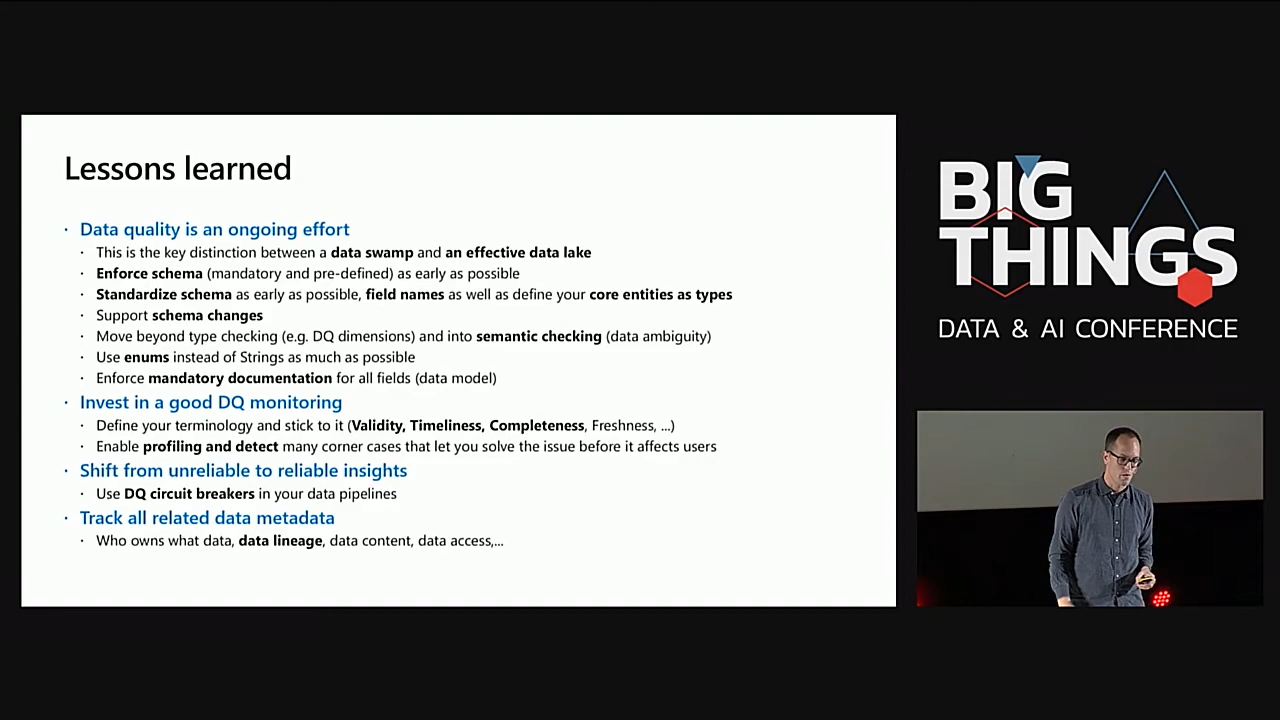 Lessons learned
· Data quality is an ongoing effort
· This is the key distinction between a data swamp and an effective data lake
· Enforce schema (mandatory and pre-defined) as early as possible
· Standardize schema as early as possible, field names as well as define your core entities as types
· Support schema changes
· Move beyond type checking (e.g. DQ dimensions) and into semantic checking (data ambiguity)
· Use enums instead of Strings as much as possible
· Enforce mandatory documentation for all fields (data model)
· Invest in a good DQ monitoring
· Define your terminology and stick to it (Validity, Timeliness, Completeness, Freshness, ...)
· Enable profiling and detect many corner cases that let you solve the issue before it affects users
· Shift from unreliable to reliable insights
· Use DQ circuit breakers in your data pipelines
· Track all related data metadata
· Who owns what data, data lineage, data content, data access,...
BIG
THINGS
DATA & AI CONFERENCE